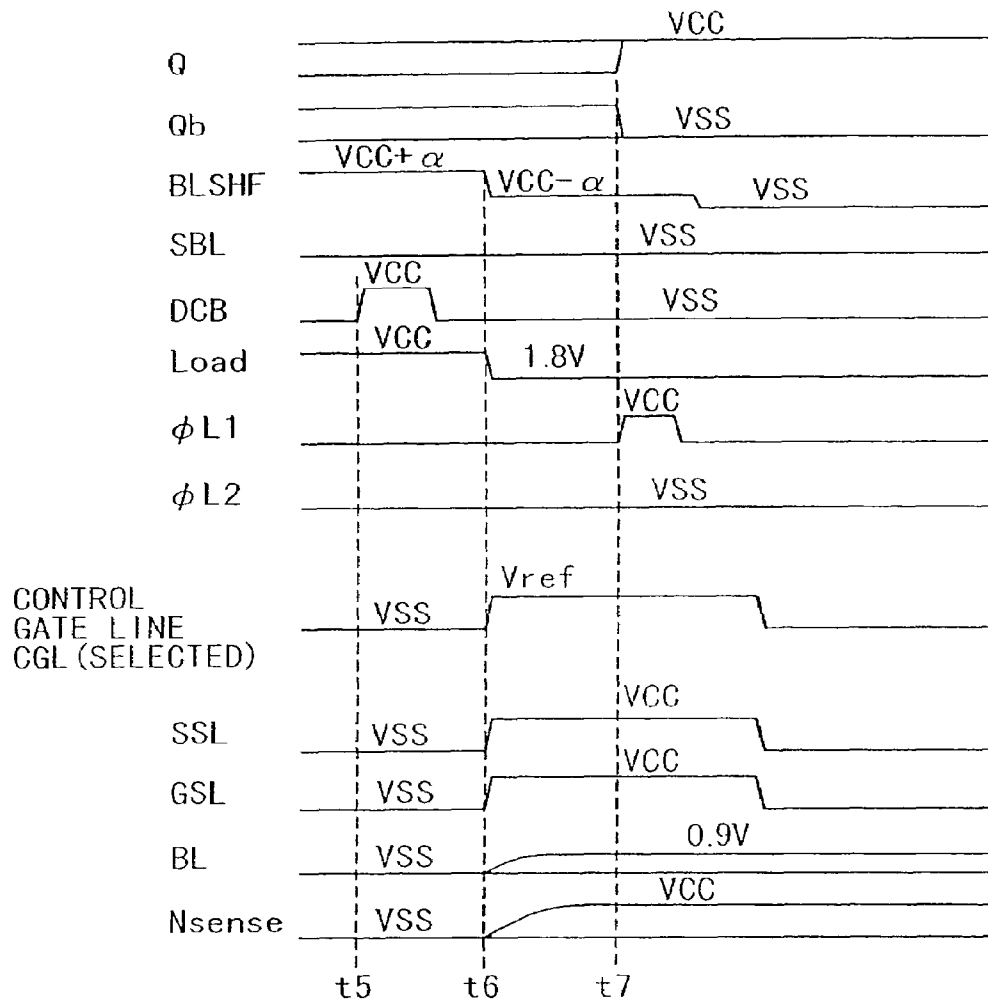 VCC
Q
Qb VSS
VCC+α
BLSHF VCC-α VSS
SBL VSS
VCC
DCB VSS
VCC
Load 1.8V
VCC
φL1
φL2 VSS
Vref
CONTROL
GATE LINE
CGL(SELECTED)
VSS
VCC
SSL VSS
VCC
GSL VSS
0.9V
BL VSS
VCC
Nsense VSS
t5 t6 t7